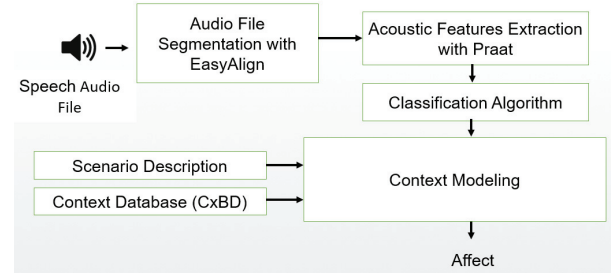 Speech Audio
File
Audio File
Segmentation with
EasyAlign
Acoustic Features Extraction
with Praat
Classification Algorithm
Scenario Description
Context Database (CxBD)
Context Modeling
Affect